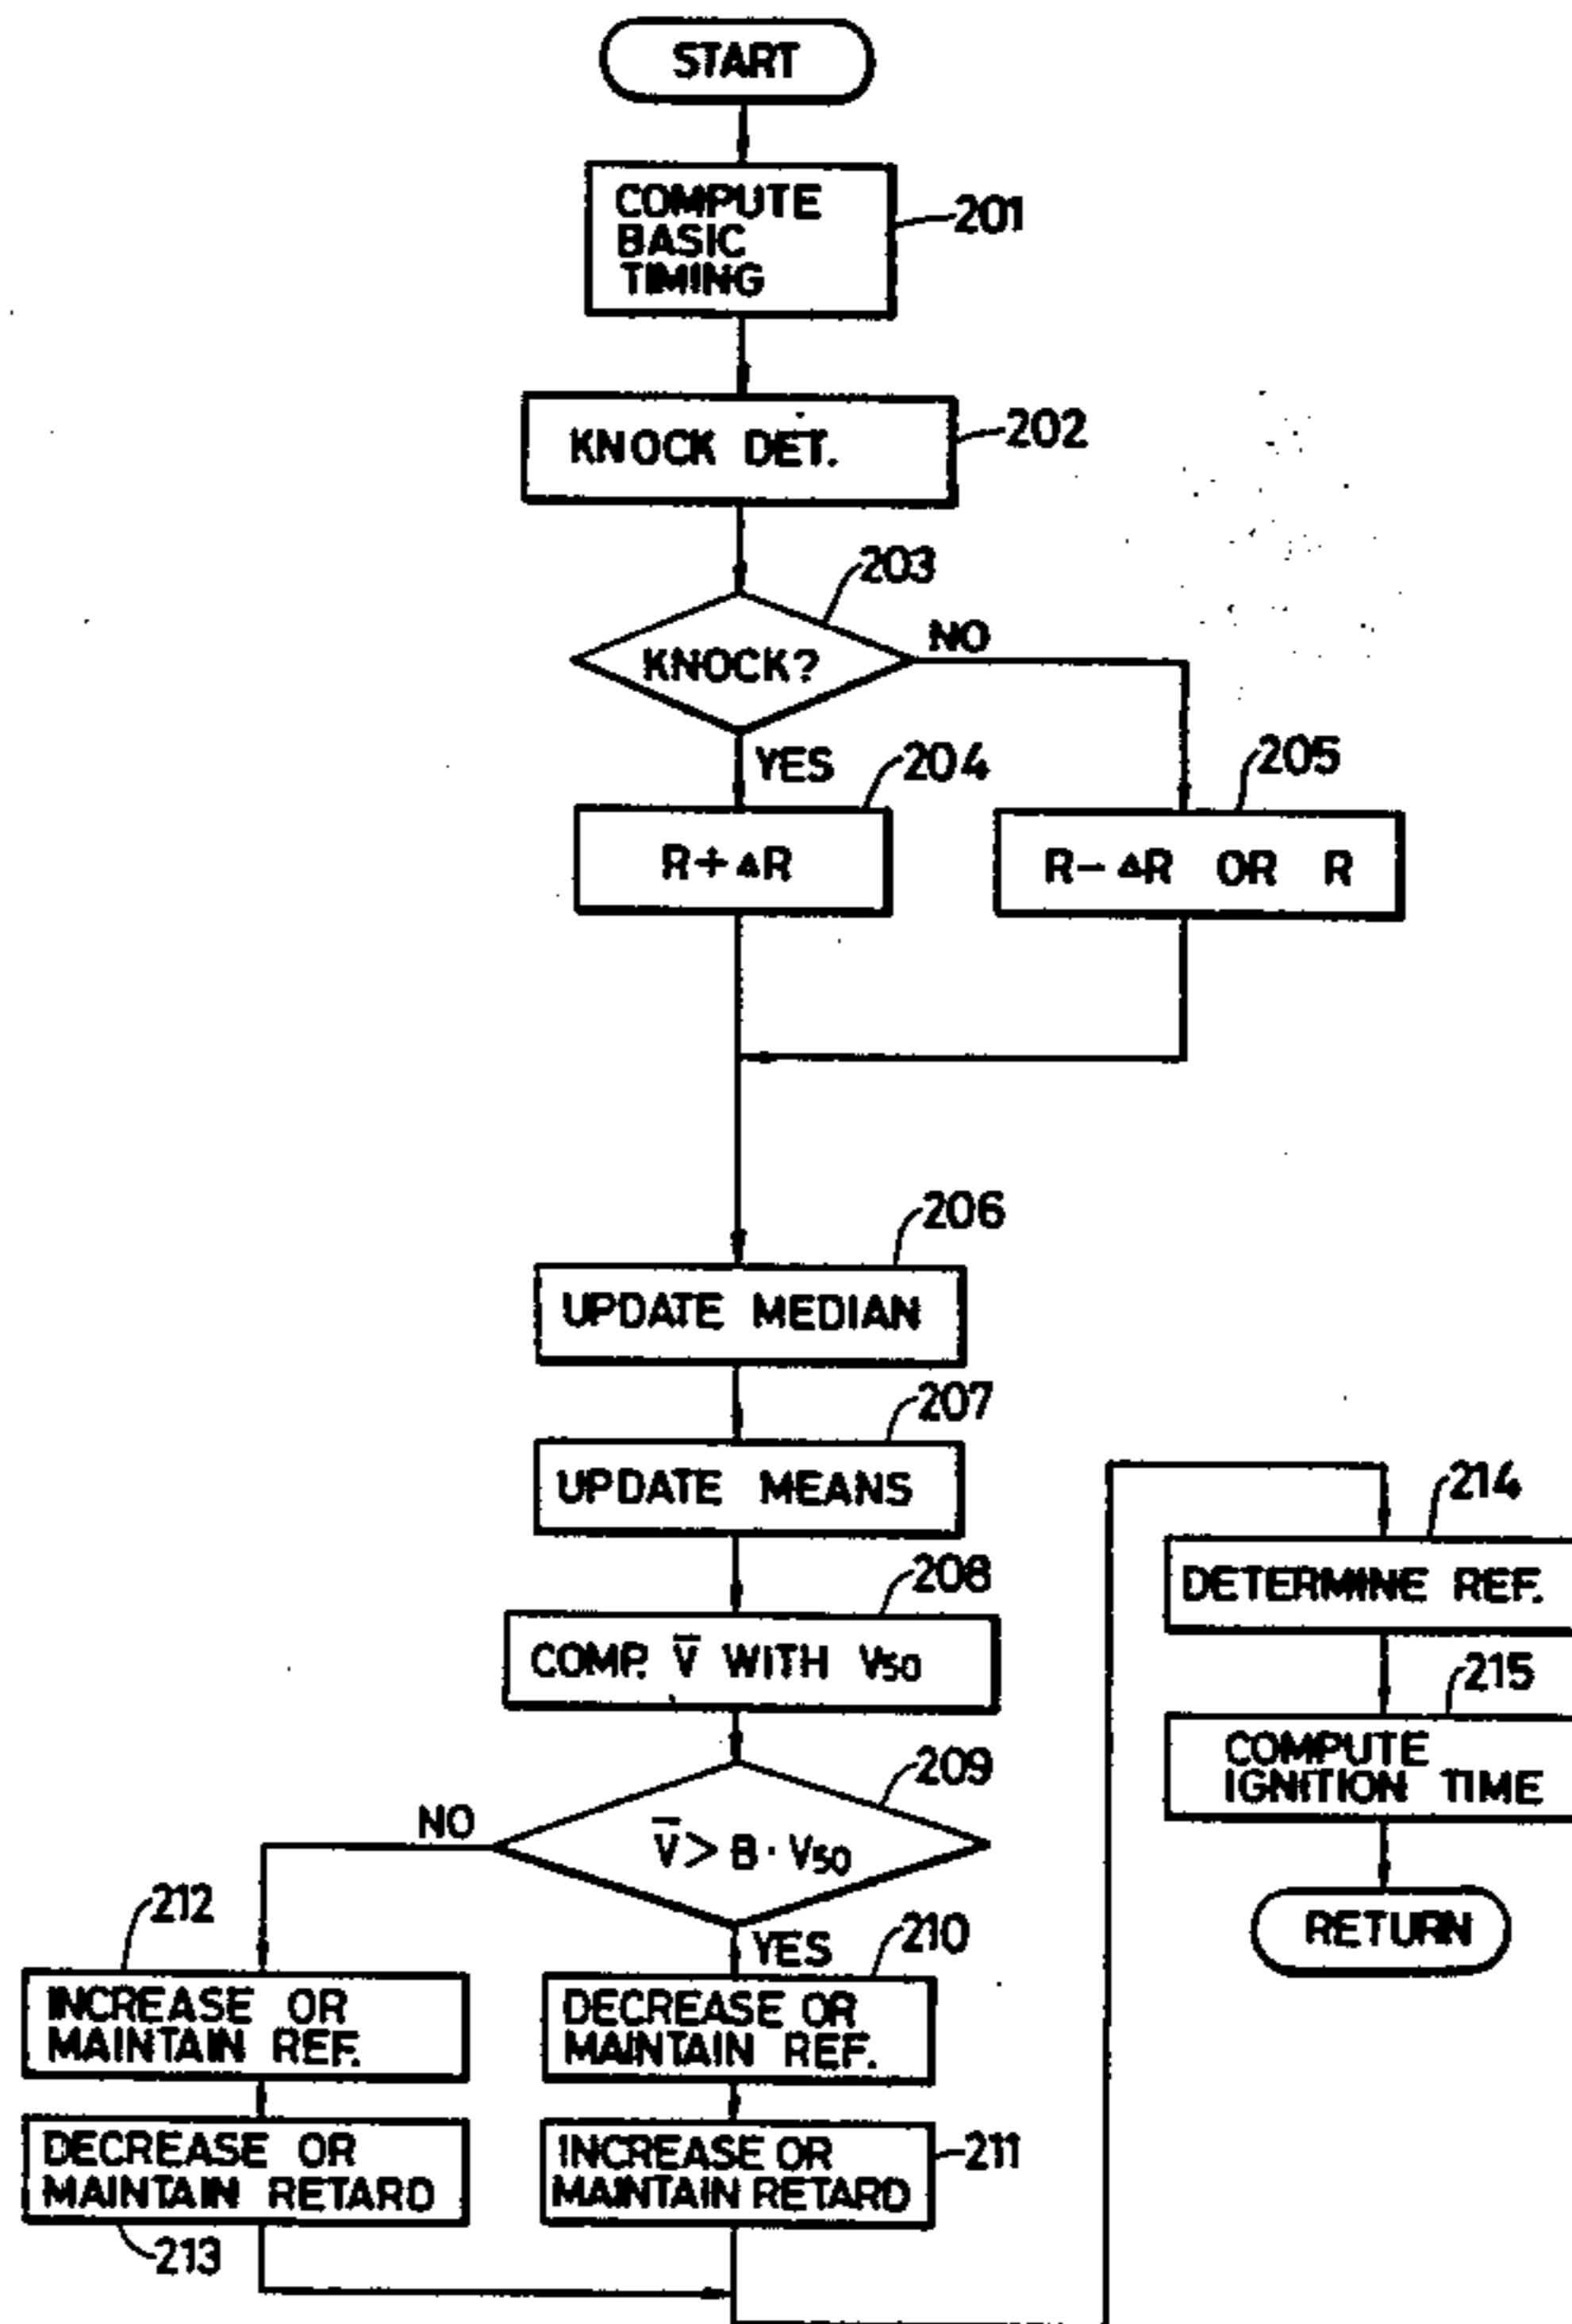 START
COMPUTE
BASIC
TIMING
201
KNOCK DET.
202
203
KNOCK?
NO
YES
204
205
R+ΔR
R-ΔR OR R
206
UPDATE MEDIAN
207
UPDATE MEANS
208
COMP. V̅ WITH V50
209
V̅ > B · V50
NO
YES
212
210
INCREASE OR
MAINTAIN REF.
DECREASE OR
MAINTAIN REF.
DECREASE OR
MAINTAIN RETARD
213
INCREASE OR
MAINTAIN RETARD
211
214
DETERMINE REF.
215
COMPUTE
IGNITION TIME
RETURN